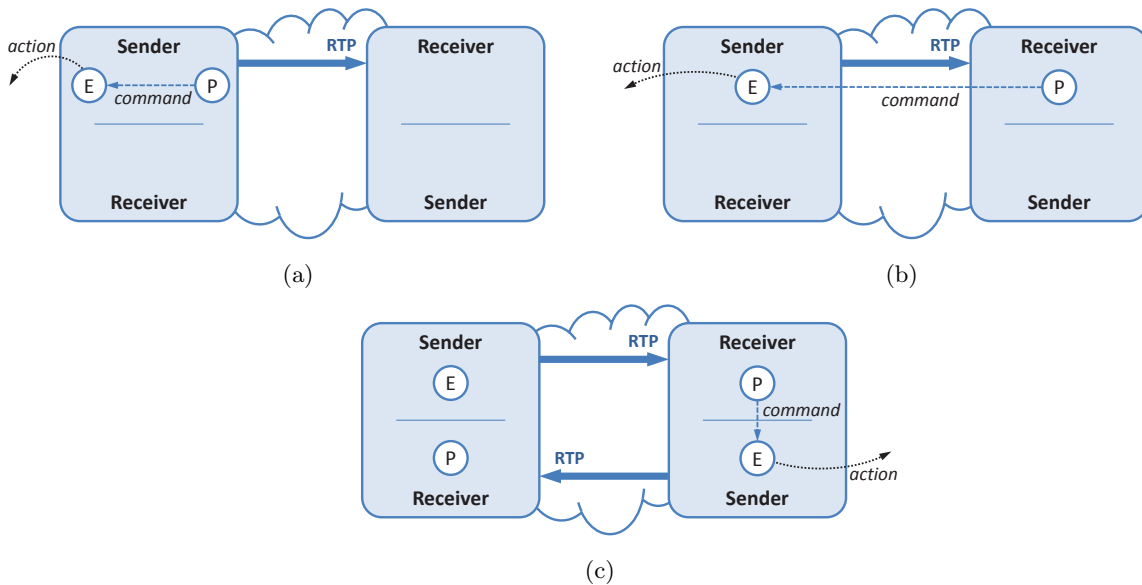 Sender
RTP
Receiver
action
E
P
command
Receiver
Sender
(a)
Sender
RTP
Receiver
action
E
P
command
Receiver
Sender
(b)
Sender
RTP
Receiver
E
P
command
P
RTP
E
action
Receiver
Sender
(c)